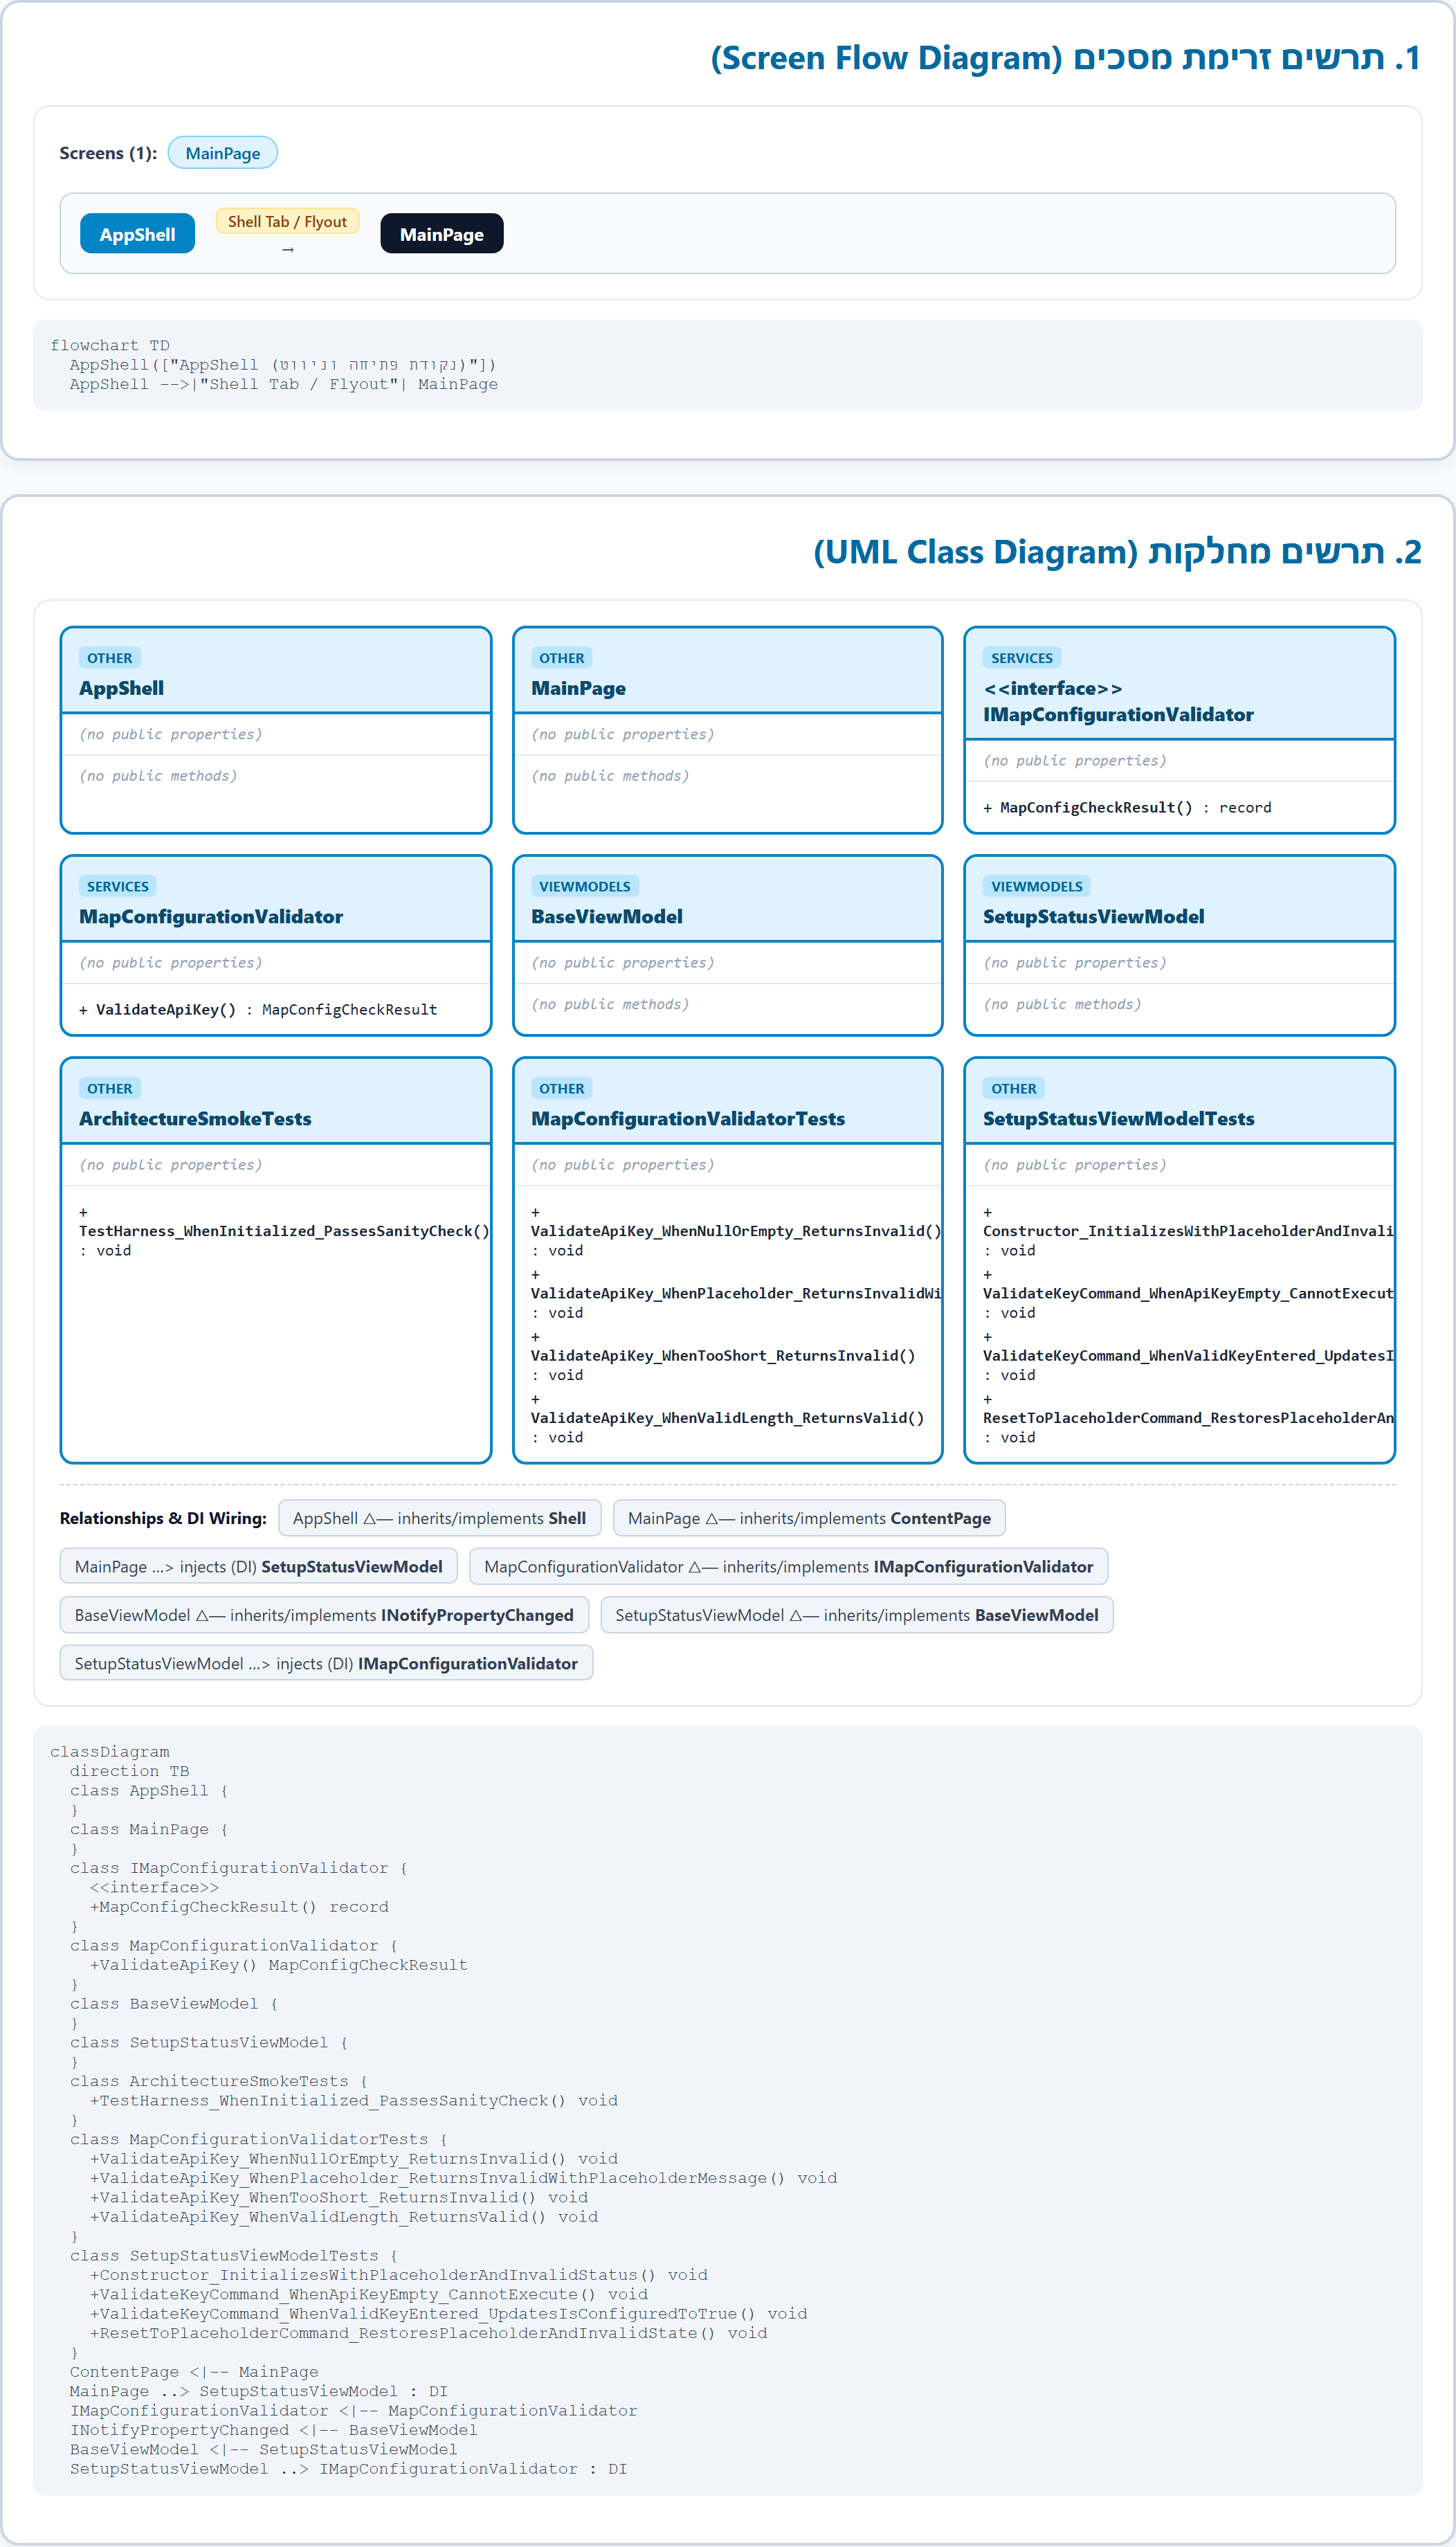 1. תרשים זרימת מסכים (Screen Flow Diagram)
Screens (1): MainPage
AppShell Shell Tab / Flyout → MainPage
flowchart TD
AppShell(["AppShell (נקודת פתיחה וניווט)"])
AppShell -->|"Shell Tab / Flyout"| MainPage
2. תרשים מחלקות (UML Class Diagram)
OTHER
AppShell
(no public properties)
(no public methods)
OTHER
MainPage
(no public properties)
(no public methods)
SERVICES
<<interface>>
IMapConfigurationValidator
(no public properties)
+ MapConfigCheckResult() : record
SERVICES
MapConfigurationValidator
(no public properties)
+ ValidateApiKey() : MapConfigCheckResult
VIEWMODELS
BaseViewModel
(no public properties)
(no public methods)
VIEWMODELS
SetupStatusViewModel
(no public properties)
(no public methods)
OTHER
ArchitectureSmokeTests
(no public properties)
+
TestHarness_WhenInitialized_PassesSanityCheck()
: void
OTHER
MapConfigurationValidatorTests
(no public properties)
+
ValidateApiKey_WhenNullOrEmpty_ReturnsInvalid()
: void
+
ValidateApiKey_WhenPlaceholder_ReturnsInvalidWi
: void
+
ValidateApiKey_WhenTooShort_ReturnsInvalid()
: void
+
ValidateApiKey_WhenValidLength_ReturnsValid()
: void
OTHER
SetupStatusViewModelTests
(no public properties)
+
Constructor_InitializesWithPlaceholderAndInvali
: void
+
ValidateKeyCommand_WhenApiKeyEmpty_CannotExecut
: void
+
ValidateKeyCommand_WhenValidKeyEntered_UpdatesI
: void
+
ResetToPlaceholderCommand_RestoresPlaceholderAn
: void
Relationships & DI Wiring: AppShell △— inherits/implements Shell MainPage △— inherits/implements ContentPage
MainPage ...> injects (DI) SetupStatusViewModel MapConfigurationValidator △— inherits/implements IMapConfigurationValidator
BaseViewModel △— inherits/implements INotifyPropertyChanged SetupStatusViewModel △— inherits/implements BaseViewModel
SetupStatusViewModel ...> injects (DI) IMapConfigurationValidator
classDiagram
direction TB
class AppShell {
}
class MainPage {
}
class IMapConfigurationValidator {
<<interface>>
+MapConfigCheckResult() record
}
class MapConfigurationValidator {
+ValidateApiKey() MapConfigCheckResult
}
class BaseViewModel {
}
class SetupStatusViewModel {
}
class ArchitectureSmokeTests {
+TestHarness_WhenInitialized_PassesSanityCheck() void
}
class MapConfigurationValidatorTests {
+ValidateApiKey_WhenNullOrEmpty_ReturnsInvalid() void
+ValidateApiKey_WhenPlaceholder_ReturnsInvalidWithPlaceholderMessage() void
+ValidateApiKey_WhenTooShort_ReturnsInvalid() void
+ValidateApiKey_WhenValidLength_ReturnsValid() void
}
class SetupStatusViewModelTests {
+Constructor_InitializesWithPlaceholderAndInvalidStatus() void
+ValidateKeyCommand_WhenApiKeyEmpty_CannotExecute() void
+ValidateKeyCommand_WhenValidKeyEntered_UpdatesIsConfiguredToTrue() void
+ResetToPlaceholderCommand_RestoresPlaceholderAndInvalidState() void
}
ContentPage <|-- MainPage
MainPage ..> SetupStatusViewModel : DI
IMapConfigurationValidator <|-- MapConfigurationValidator
INotifyPropertyChanged <|-- BaseViewModel
BaseViewModel <|-- SetupStatusViewModel
SetupStatusViewModel ..> IMapConfigurationValidator : DI